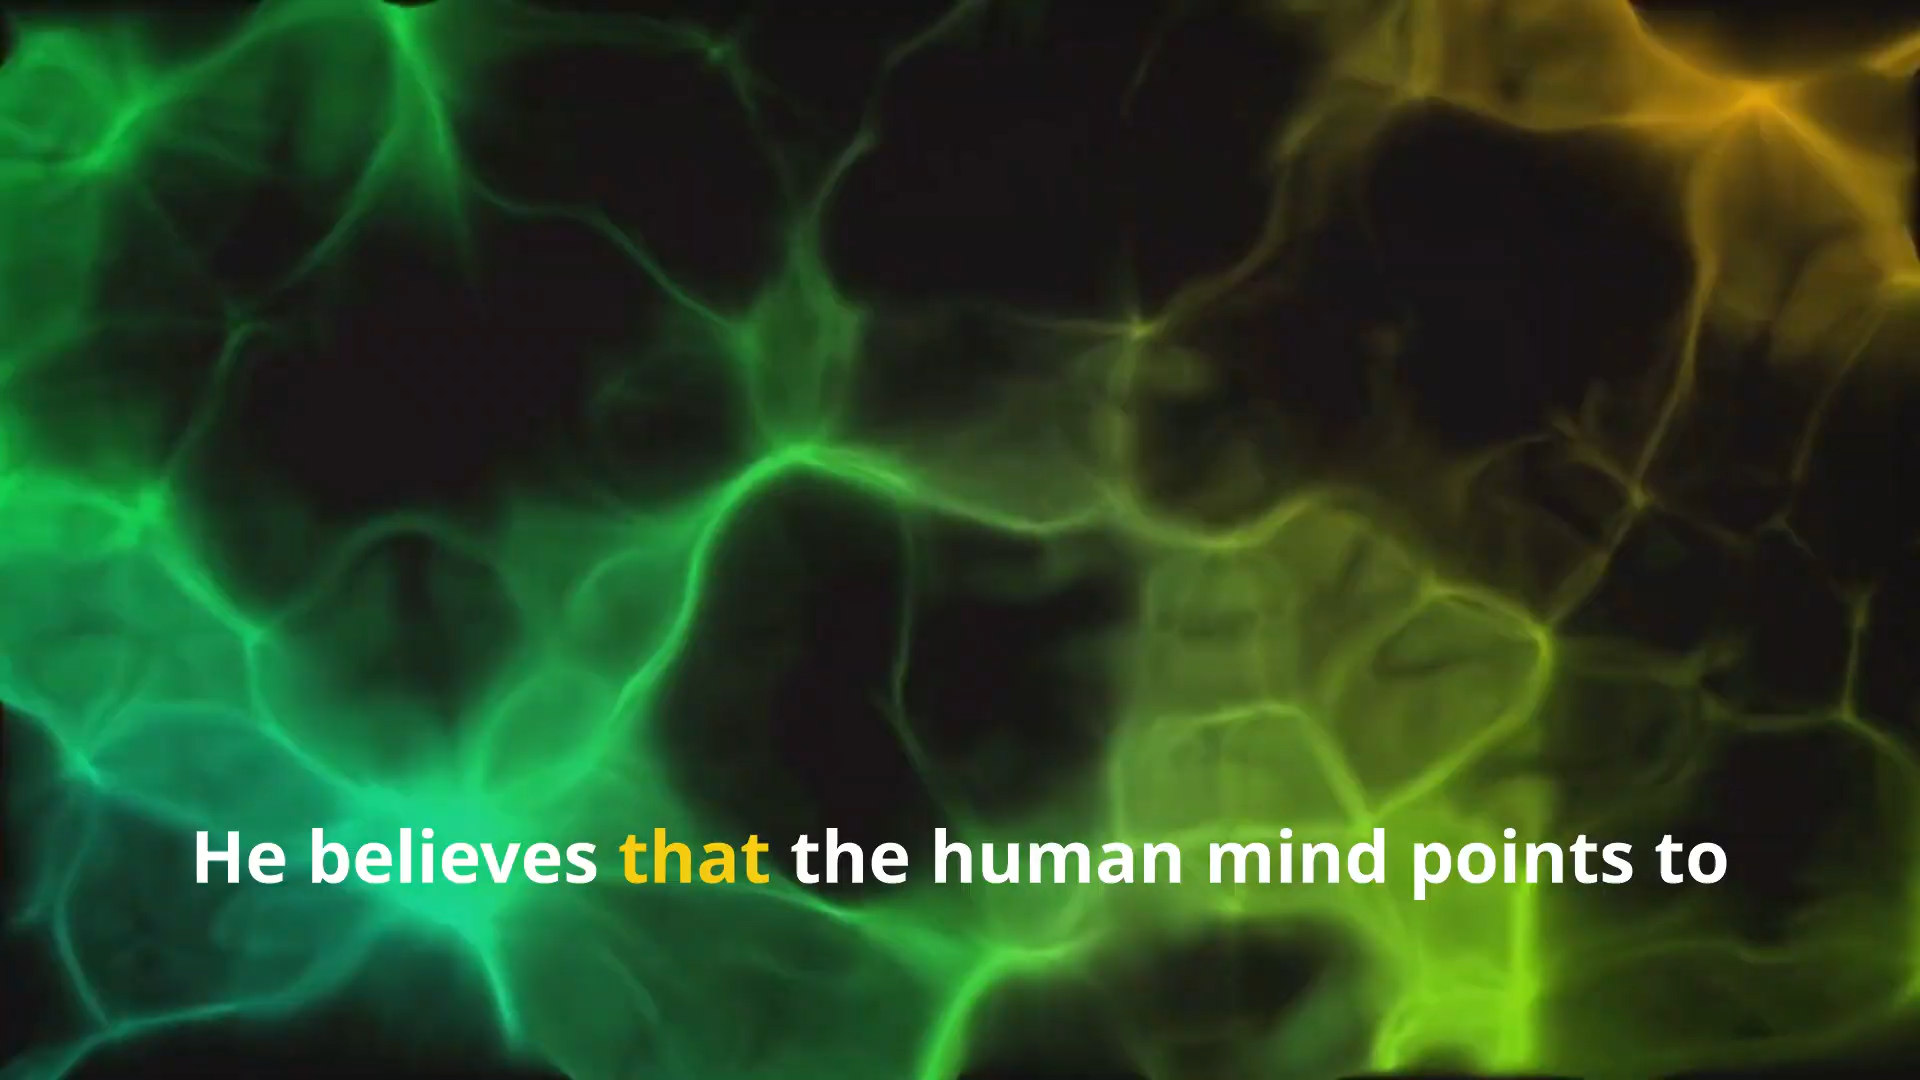 He believes that the human mind points to